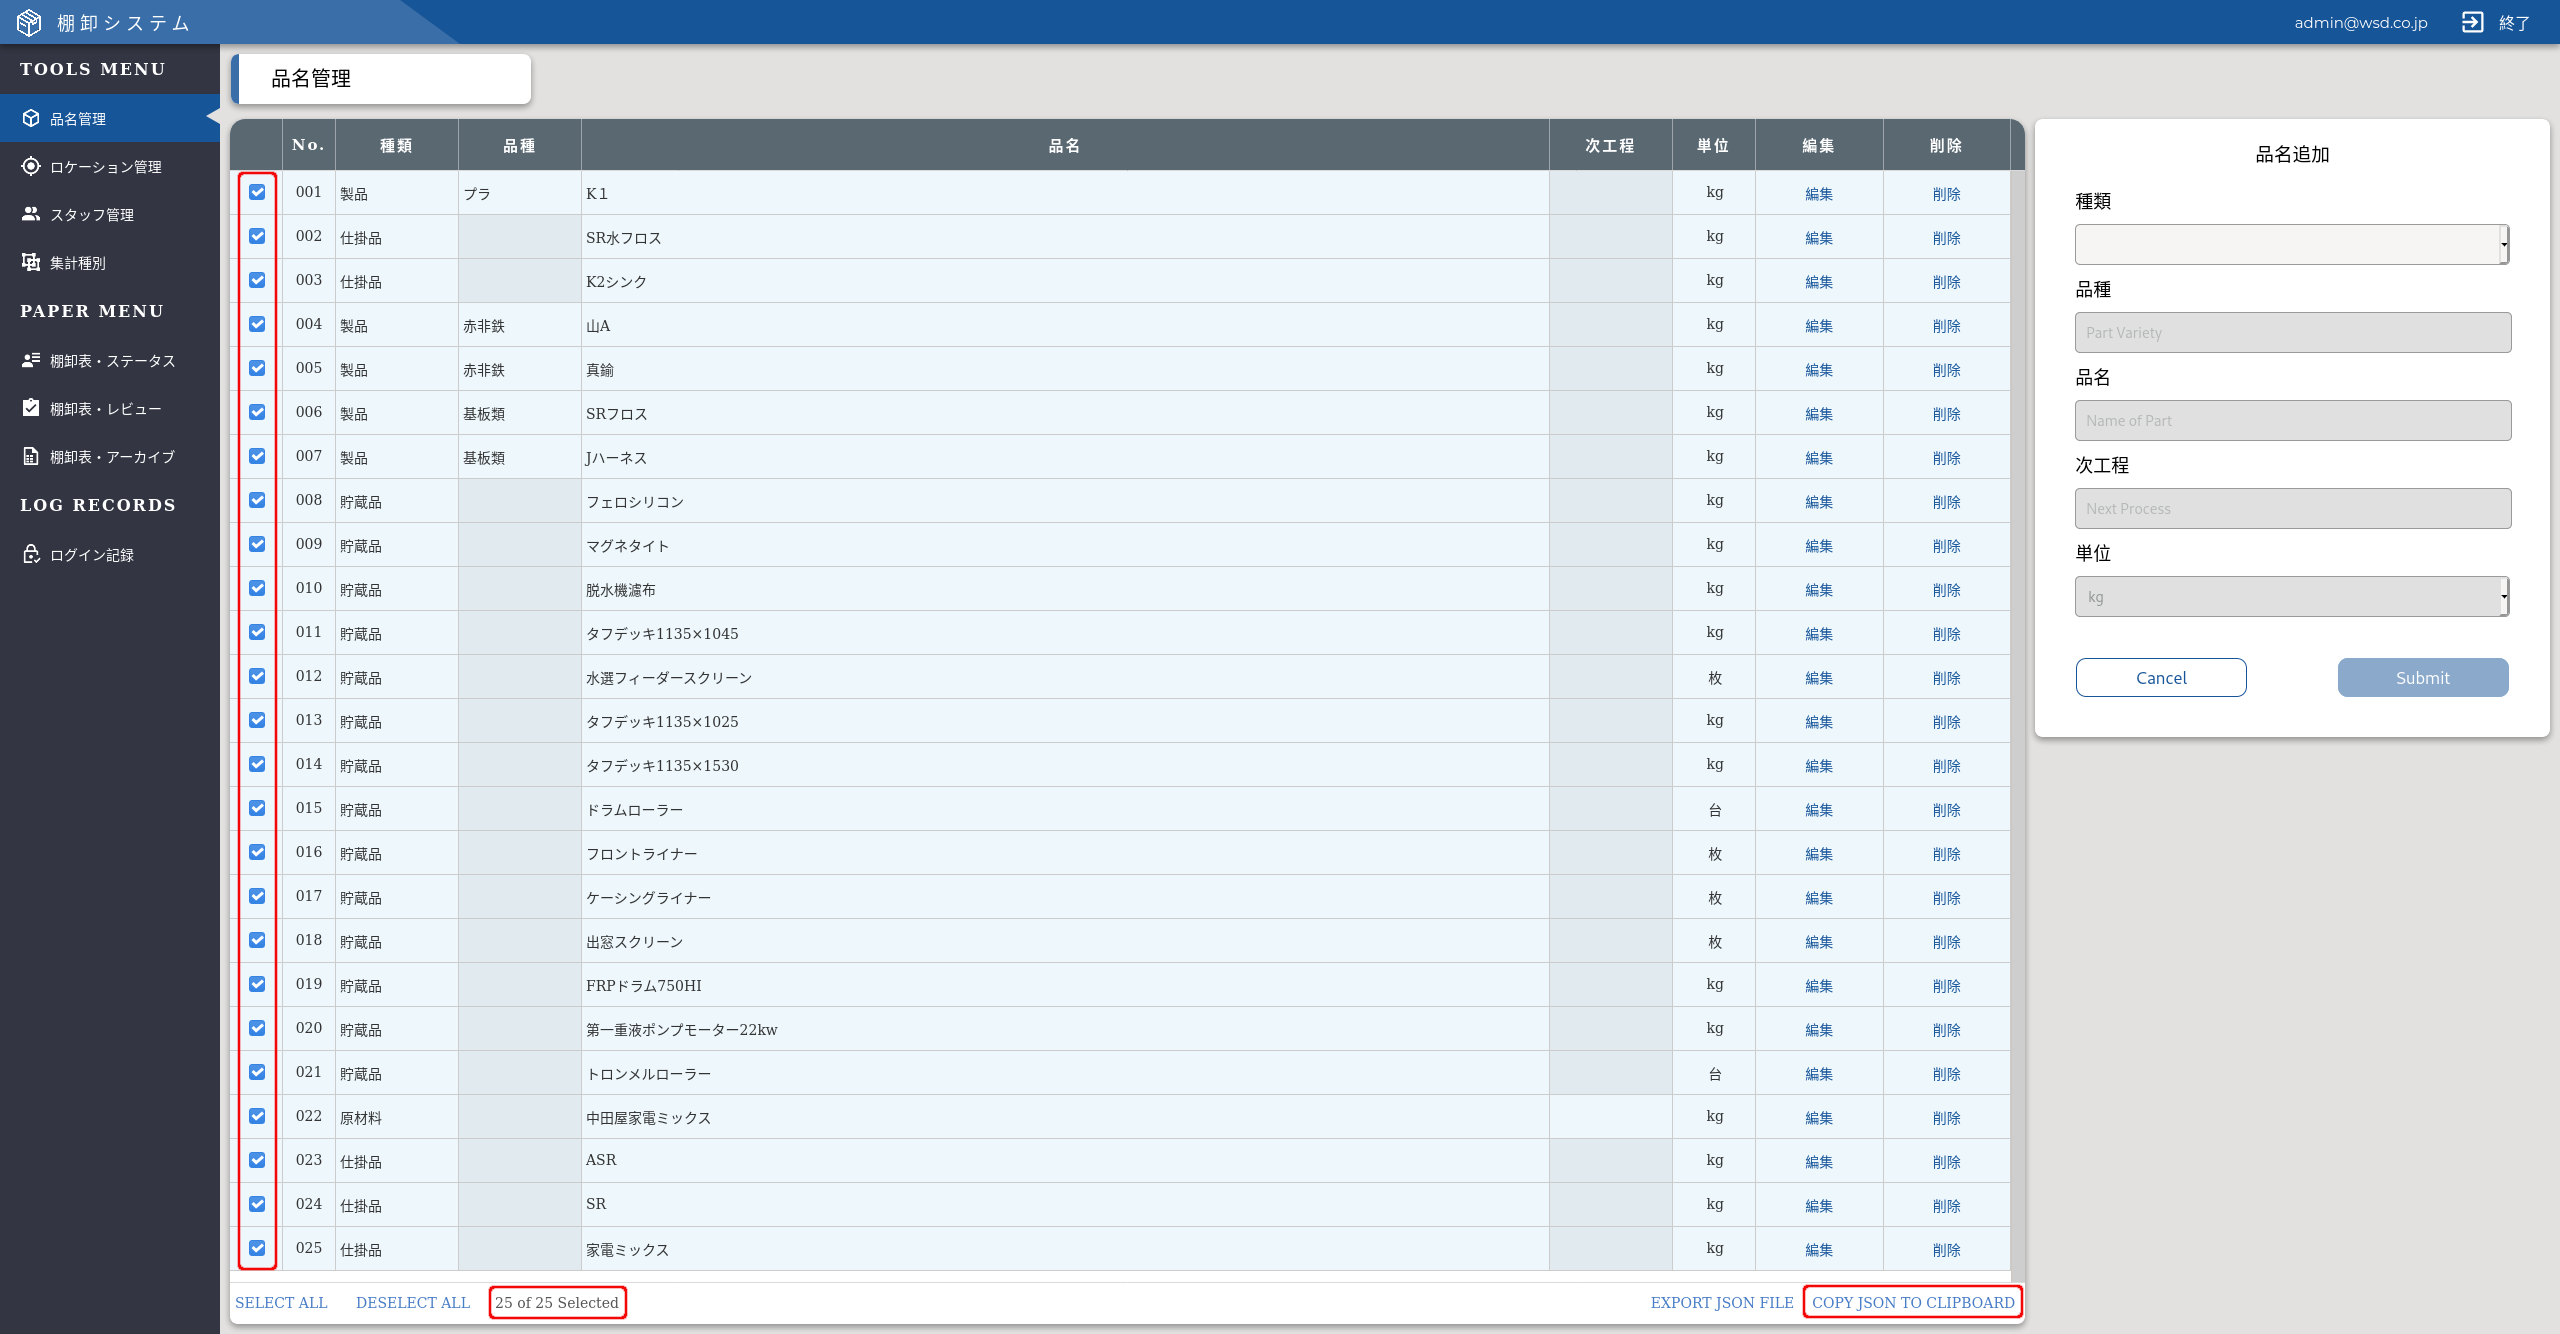 棚卸システム
admin@wsd.co.jp 終了
TOOLS MENU
品名管理
ロケーション管理
スタッフ管理
集計種別
PAPER MENU
棚卸表・ステータス
棚卸表・レビュー
棚卸表・アーカイブ
LOG RECORDS
ログイン記録
品名管理
No. 種類 品種 品名 次工程 単位 編集 削除
001 製品 プラ K１ kg 編集 削除
002 仕掛品 SR水フロス kg 編集 削除
003 仕掛品 K2シンク kg 編集 削除
004 製品 赤非鉄 山A kg 編集 削除
005 製品 赤非鉄 真鍮 kg 編集 削除
006 製品 基板類 SRフロス kg 編集 削除
007 製品 基板類 Jハーネス kg 編集 削除
008 貯蔵品 フェロシリコン kg 編集 削除
009 貯蔵品 マグネタイト kg 編集 削除
010 貯蔵品 脱水機濾布 kg 編集 削除
011 貯蔵品 タフデッキ1135×1045 kg 編集 削除
012 貯蔵品 水選フィーダースクリーン 枚 編集 削除
013 貯蔵品 タフデッキ1135×1025 kg 編集 削除
014 貯蔵品 タフデッキ1135×1530 kg 編集 削除
015 貯蔵品 ドラムローラー 台 編集 削除
016 貯蔵品 フロントライナー 枚 編集 削除
017 貯蔵品 ケーシングライナー 枚 編集 削除
018 貯蔵品 出窓スクリーン 枚 編集 削除
019 貯蔵品 FRPドラム750HI kg 編集 削除
020 貯蔵品 第一重液ポンプモーター22kw kg 編集 削除
021 貯蔵品 トロンメルローラー 台 編集 削除
022 原材料 中田屋家電ミックス kg 編集 削除
023 仕掛品 ASR kg 編集 削除
024 仕掛品 SR kg 編集 削除
025 仕掛品 家電ミックス kg 編集 削除
SELECT ALL DESELECT ALL 25 of 25 Selected EXPORT JSON FILE COPY JSON TO CLIPBOARD
品名追加
種類
品種
Part Variety
品名
Name of Part
次工程
Next Process
単位
kg
Cancel Submit